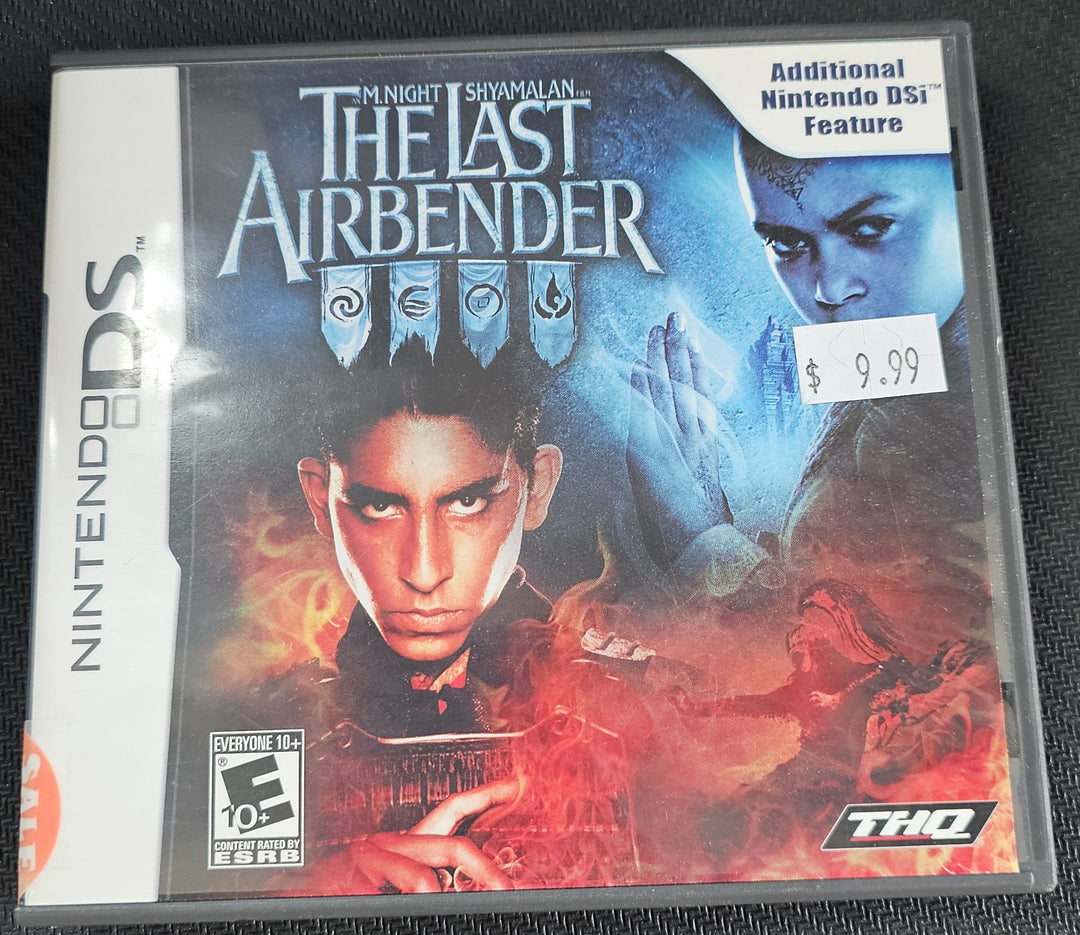 AN M. NIGHT SHYAMALAN FILM
THE LAST
AIRBENDER
Additional
Nintendo DSi™
Feature
$ 9.99
NINTENDO DS™
EVERYONE 10+
®
E
10+
CONTENT RATED BY
ESRB
THQ
SALE